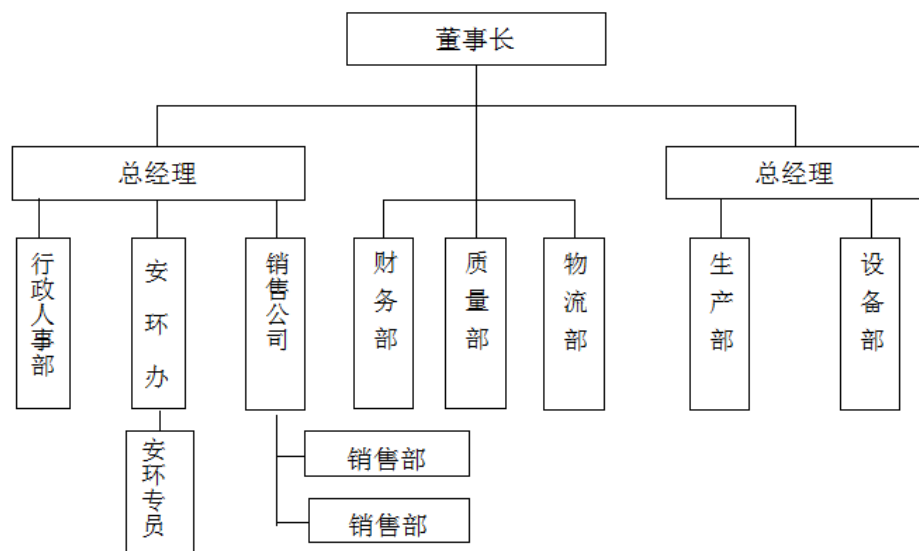 董事长
总经理
总经理
行政人事部
安环办
销售公司
财务部
质量部
物流部
生产部
设备部
安环专员
销售部
销售部